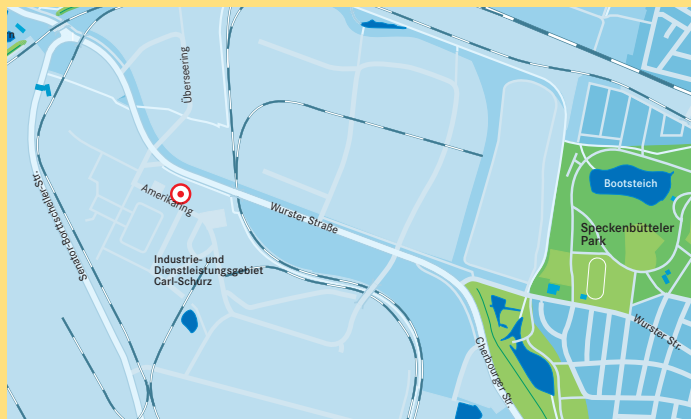 Überseering
Bootsteich
Senator-Borttscheller-Str.
Amerikaring
Wurster Straße
Speckenbütteler
Park
Industrie- und
Dienstleistungsgebiet
Carl-Schurz
Wurster Str.
Cherbourger Str.